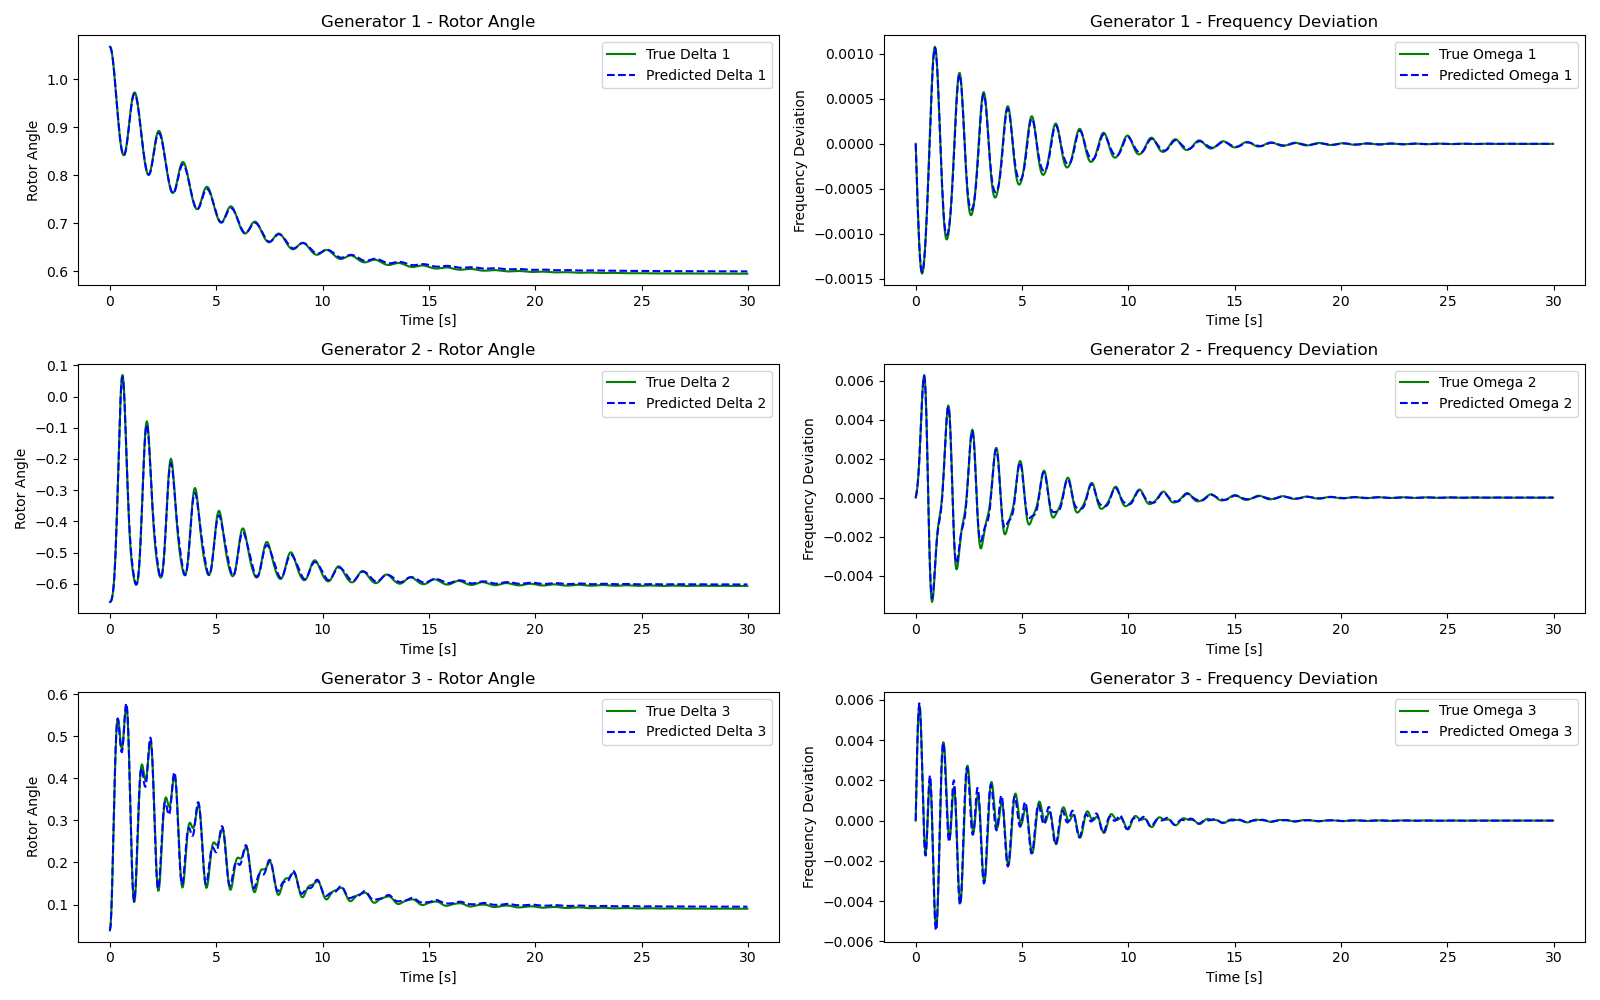 Generator 1 - Rotor Angle
Rotor Angle
1.0
0.9
0.8
0.7
0.6
True Delta 1
Predicted Delta 1
0 5 10 15 20 25 30
Time [s]
Generator 1 - Frequency Deviation
Frequency Deviation
0.0010
0.0005
0.0000
−0.0005
−0.0010
−0.0015
True Omega 1
Predicted Omega 1
0 5 10 15 20 25 30
Time [s]
Generator 2 - Rotor Angle
Rotor Angle
0.1
0.0
−0.1
−0.2
−0.3
−0.4
−0.5
−0.6
True Delta 2
Predicted Delta 2
0 5 10 15 20 25 30
Time [s]
Generator 2 - Frequency Deviation
Frequency Deviation
0.006
0.004
0.002
0.000
−0.002
−0.004
True Omega 2
Predicted Omega 2
0 5 10 15 20 25 30
Time [s]
Generator 3 - Rotor Angle
Rotor Angle
0.6
0.5
0.4
0.3
0.2
0.1
True Delta 3
Predicted Delta 3
0 5 10 15 20 25 30
Time [s]
Generator 3 - Frequency Deviation
Frequency Deviation
0.006
0.004
0.002
0.000
−0.002
−0.004
−0.006
True Omega 3
Predicted Omega 3
0 5 10 15 20 25 30
Time [s]